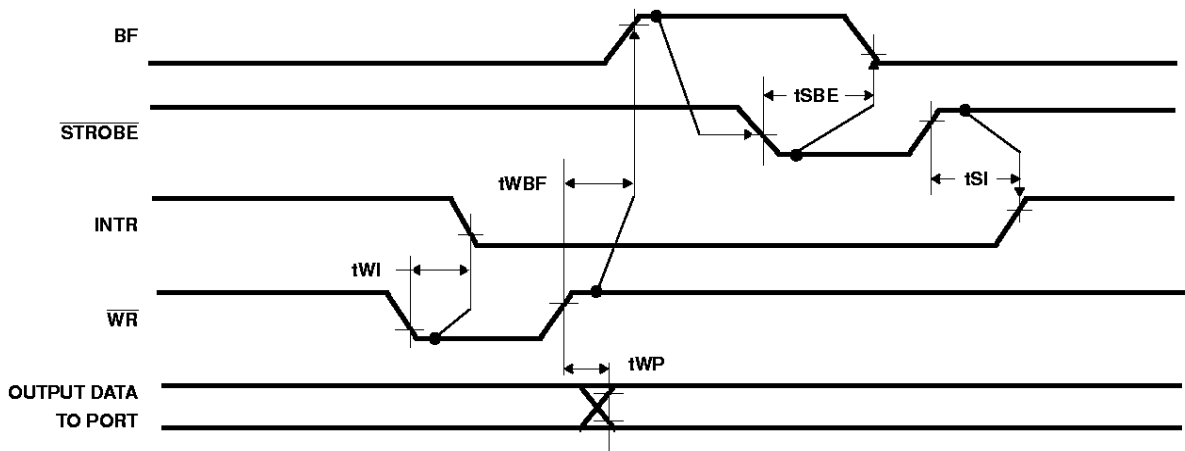 BF
tSBE
STROBE
tWBF
tSI
INTR
tWI
WR
tWP
OUTPUT DATA
TO PORT